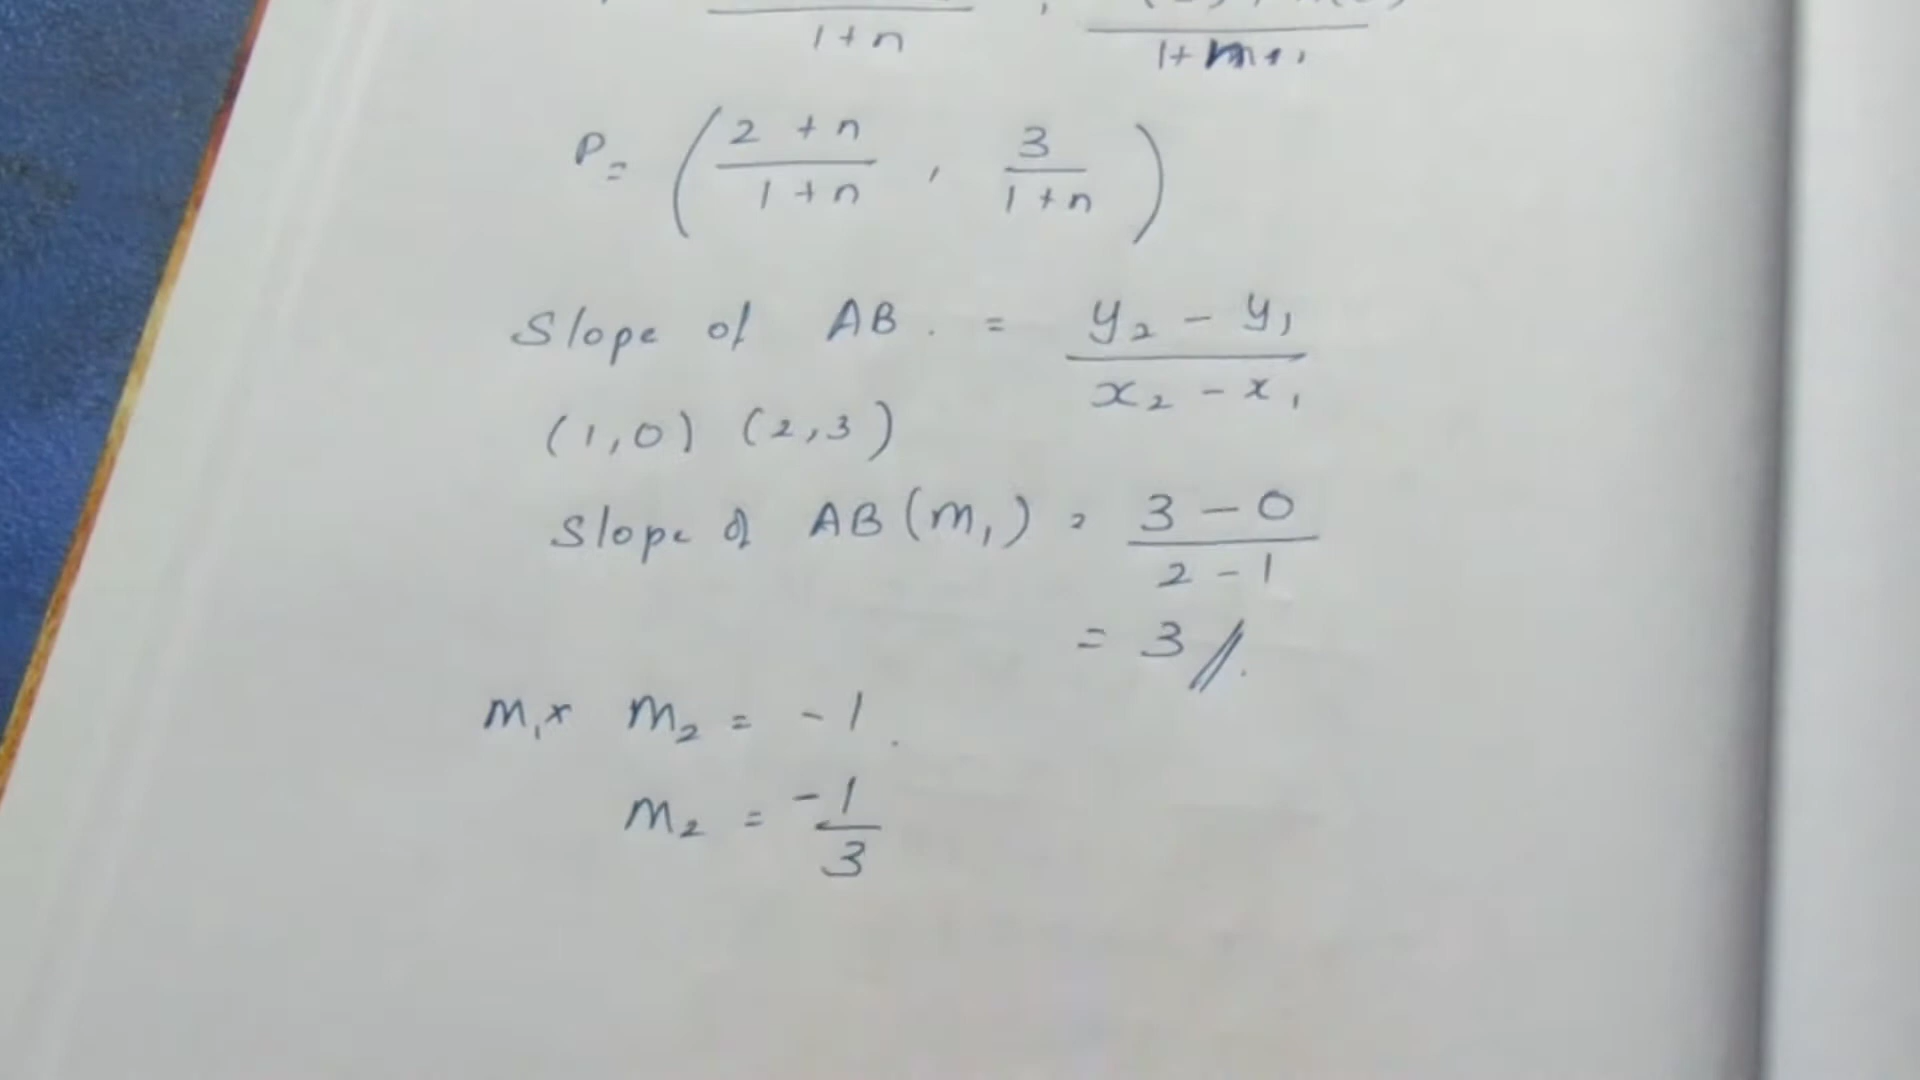 1+n , 1+
P = ( 2 + n / 1 + n , 3 / 1 + n )
Slope of AB . = y₂ - y₁ / x₂ - x₁
(1,0) (2,3)
Slope of AB (m₁) = 3 - 0 / 2 - 1
= 3 //.
m₁ x m₂ = -1 .
m₂ = -1 / 3